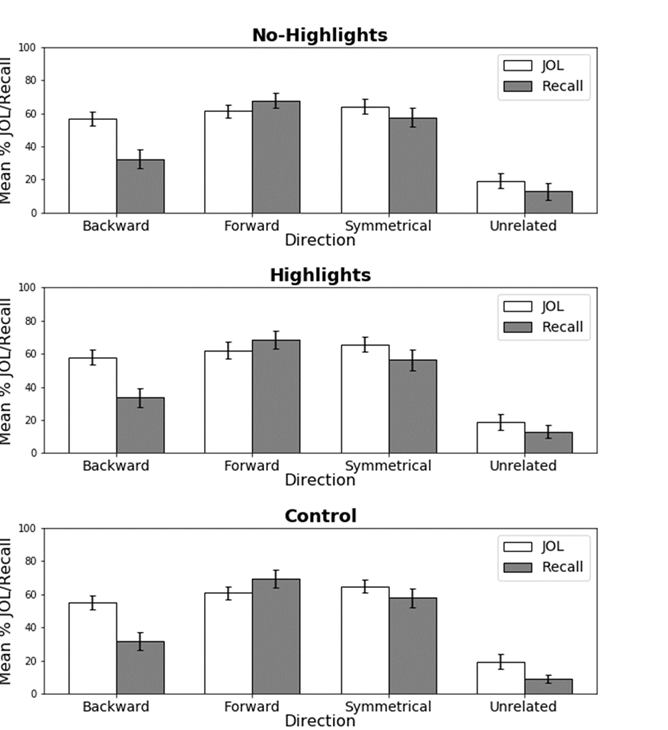 No-Highlights
Mean % JOL/Recall
100
80
60
40
20
0
JOL
Recall
Backward Forward Symmetrical Unrelated
Direction
Highlights
Mean % JOL/Recall
100
80
60
40
20
0
JOL
Recall
Backward Forward Symmetrical Unrelated
Direction
Control
Mean % JOL/Recall
100
80
60
40
20
0
JOL
Recall
Backward Forward Symmetrical Unrelated
Direction